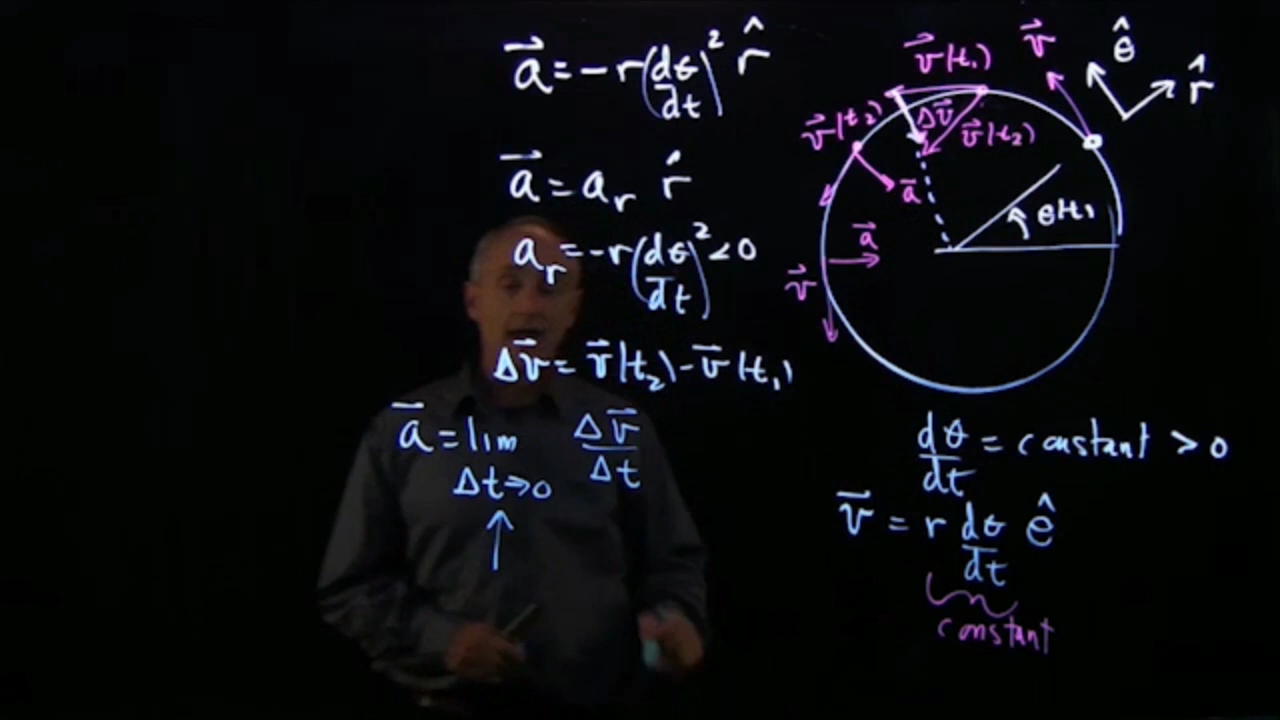 a⃗ = -r(dθ/dt)² r̂
a⃗ = a_r r̂
a_r = -r(dθ/dt)² < 0
Δv⃗ = v⃗(t₂) - v⃗(t₁)
a⃗ = lim Δv⃗/Δt
Δt→0
v⃗(t₁)
v⃗
θ̂
r̂
v⃗(t₂)
Δv⃗
v⃗(t₂)
a⃗
θ(t)
a⃗
v⃗
dθ/dt = constant > 0
v⃗ = r dθ/dt θ̂
constant